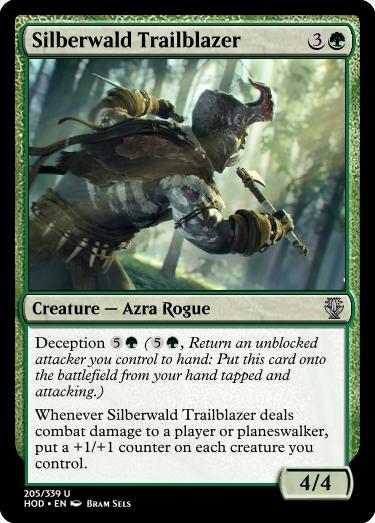 Silberwald Trailblazer 3
Creature — Azra Rogue
Deception 5 (5, Return an unblocked
attacker you control to hand: Put this card onto
the battlefield from your hand tapped and
attacking.)
Whenever Silberwald Trailblazer deals
combat damage to a player or planeswalker,
put a +1/+1 counter on each creature you
control.
4/4
205/339 U
HOD • EN Bram Sels